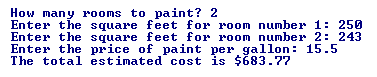 How many rooms to paint? 2
Enter the square feet for room number 1: 250
Enter the square feet for room number 2: 243
Enter the price of paint per gallon: 15.5
The total estimated cost is $683.77